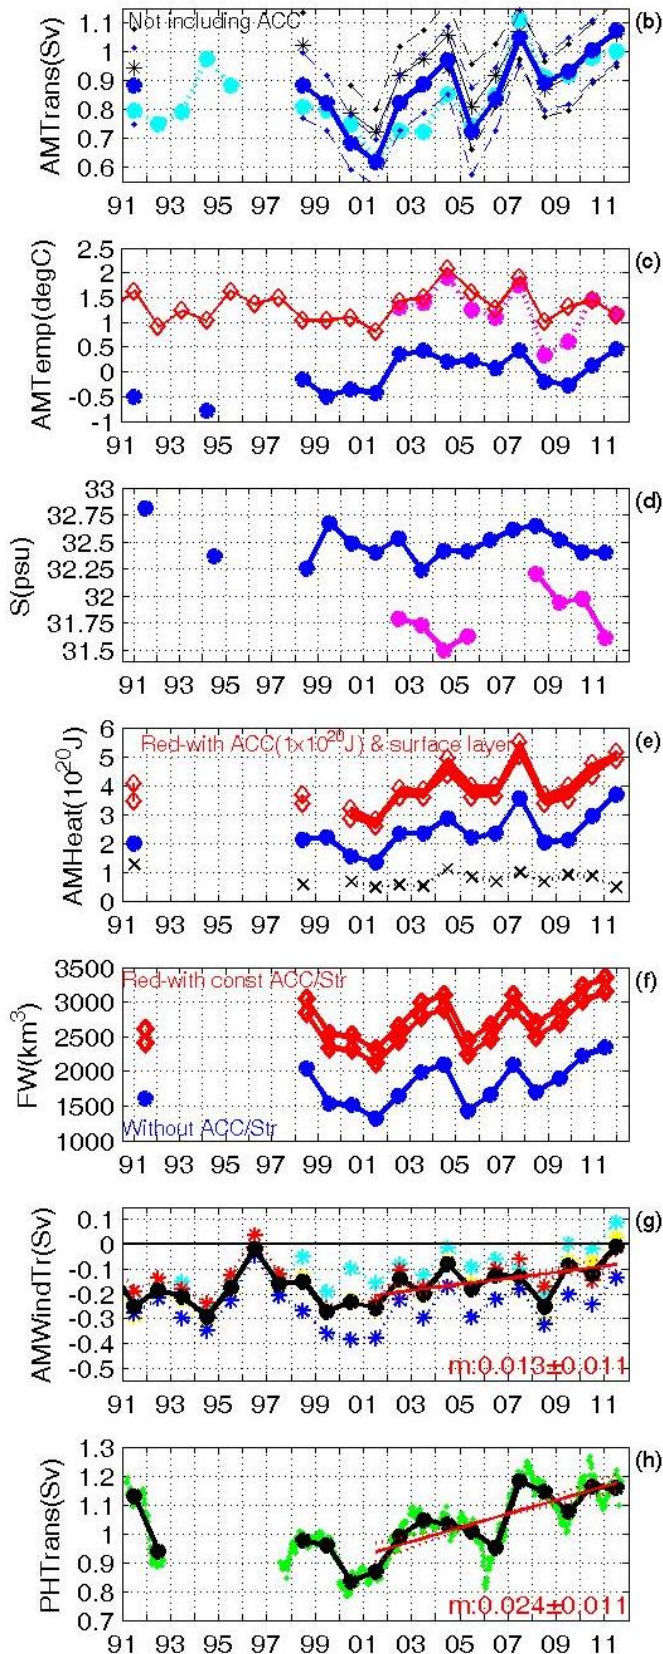 Not including ACC
(b)
AMTrans(Sv)
1.1
1
0.9
0.8
0.7
0.6
91 93 95 97 99 01 03 05 07 09 11
(c)
AMTemp(degC)
2.5
2
1.5
1
0.5
0
-0.5
-1
91 93 95 97 99 01 03 05 07 09 11
(d)
S(psu)
33
32.75
32.5
32.25
32
31.75
31.5
91 93 95 97 99 01 03 05 07 09 11
(e)
Red-with ACC(1x10^20J) & surface layer
AMHeat(10^20J)
6
5
4
3
2
1
0
91 93 95 97 99 01 03 05 07 09 11
(f)
Red-with const ACC/Str
FW(km^3)
3500
3000
2500
2000
1500
1000
Without ACC/Str
91 93 95 97 99 01 03 05 07 09 11
(g)
AMWindTr(Sv)
0.1
0
-0.1
-0.2
-0.3
-0.4
-0.5
m:0.013±0.011
91 93 95 97 99 01 03 05 07 09 11
(h)
PHTrans(Sv)
1.3
1.2
1.1
1
0.9
0.8
0.7
m:0.024±0.011
91 93 95 97 99 01 03 05 07 09 11